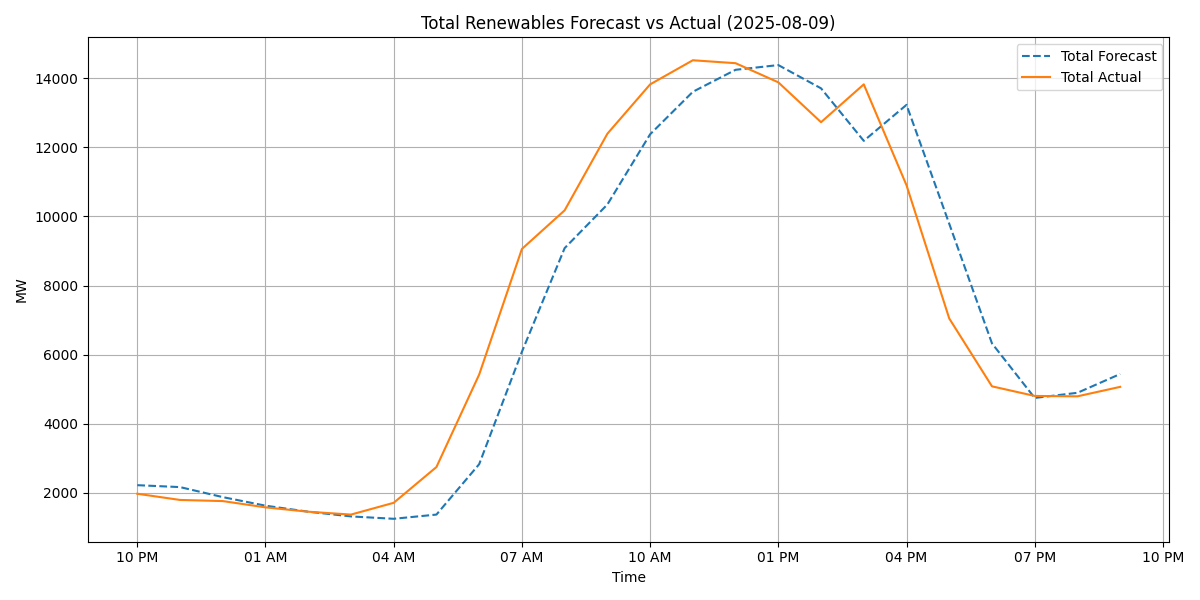 Total Renewables Forecast vs Actual (2025-08-09)
Total Forecast
Total Actual
MW
14000
12000
10000
8000
6000
4000
2000
10 PM
01 AM
04 AM
07 AM
10 AM
01 PM
04 PM
07 PM
10 PM
Time